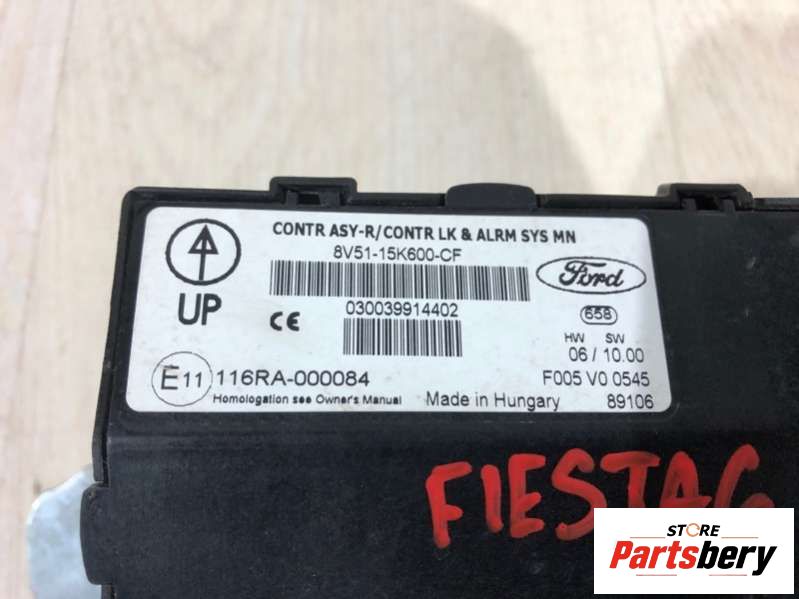 CONTR ASY-R/CONTR LK & ALRM SYS MN
8V51-15K600-CF
Ford
UP
CE
030039914402
658
HW SW
06 / 10.00
E11 116RA-000084
F005 V0 0545
Homologation see Owner's Manual
Made in Hungary
89106
FIESTA6
STORE
Partsbery